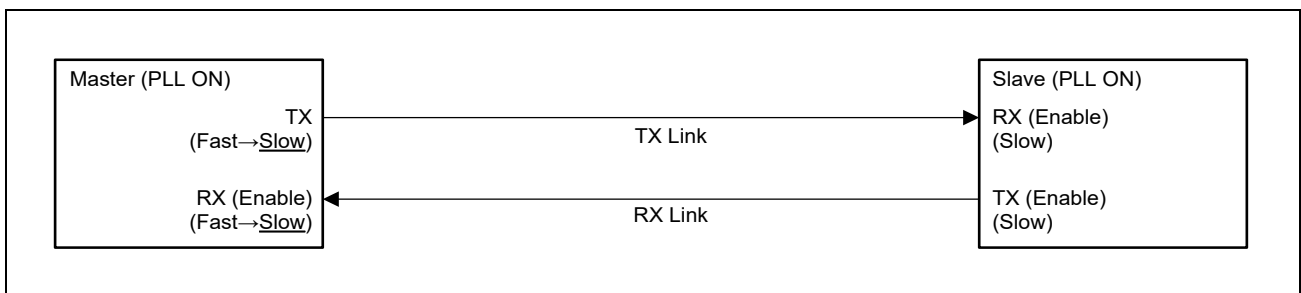 Master (PLL ON)
TX
(Fast→Slow)
RX (Enable)
(Fast→Slow)
TX Link
RX Link
Slave (PLL ON)
RX (Enable)
(Slow)
TX (Enable)
(Slow)